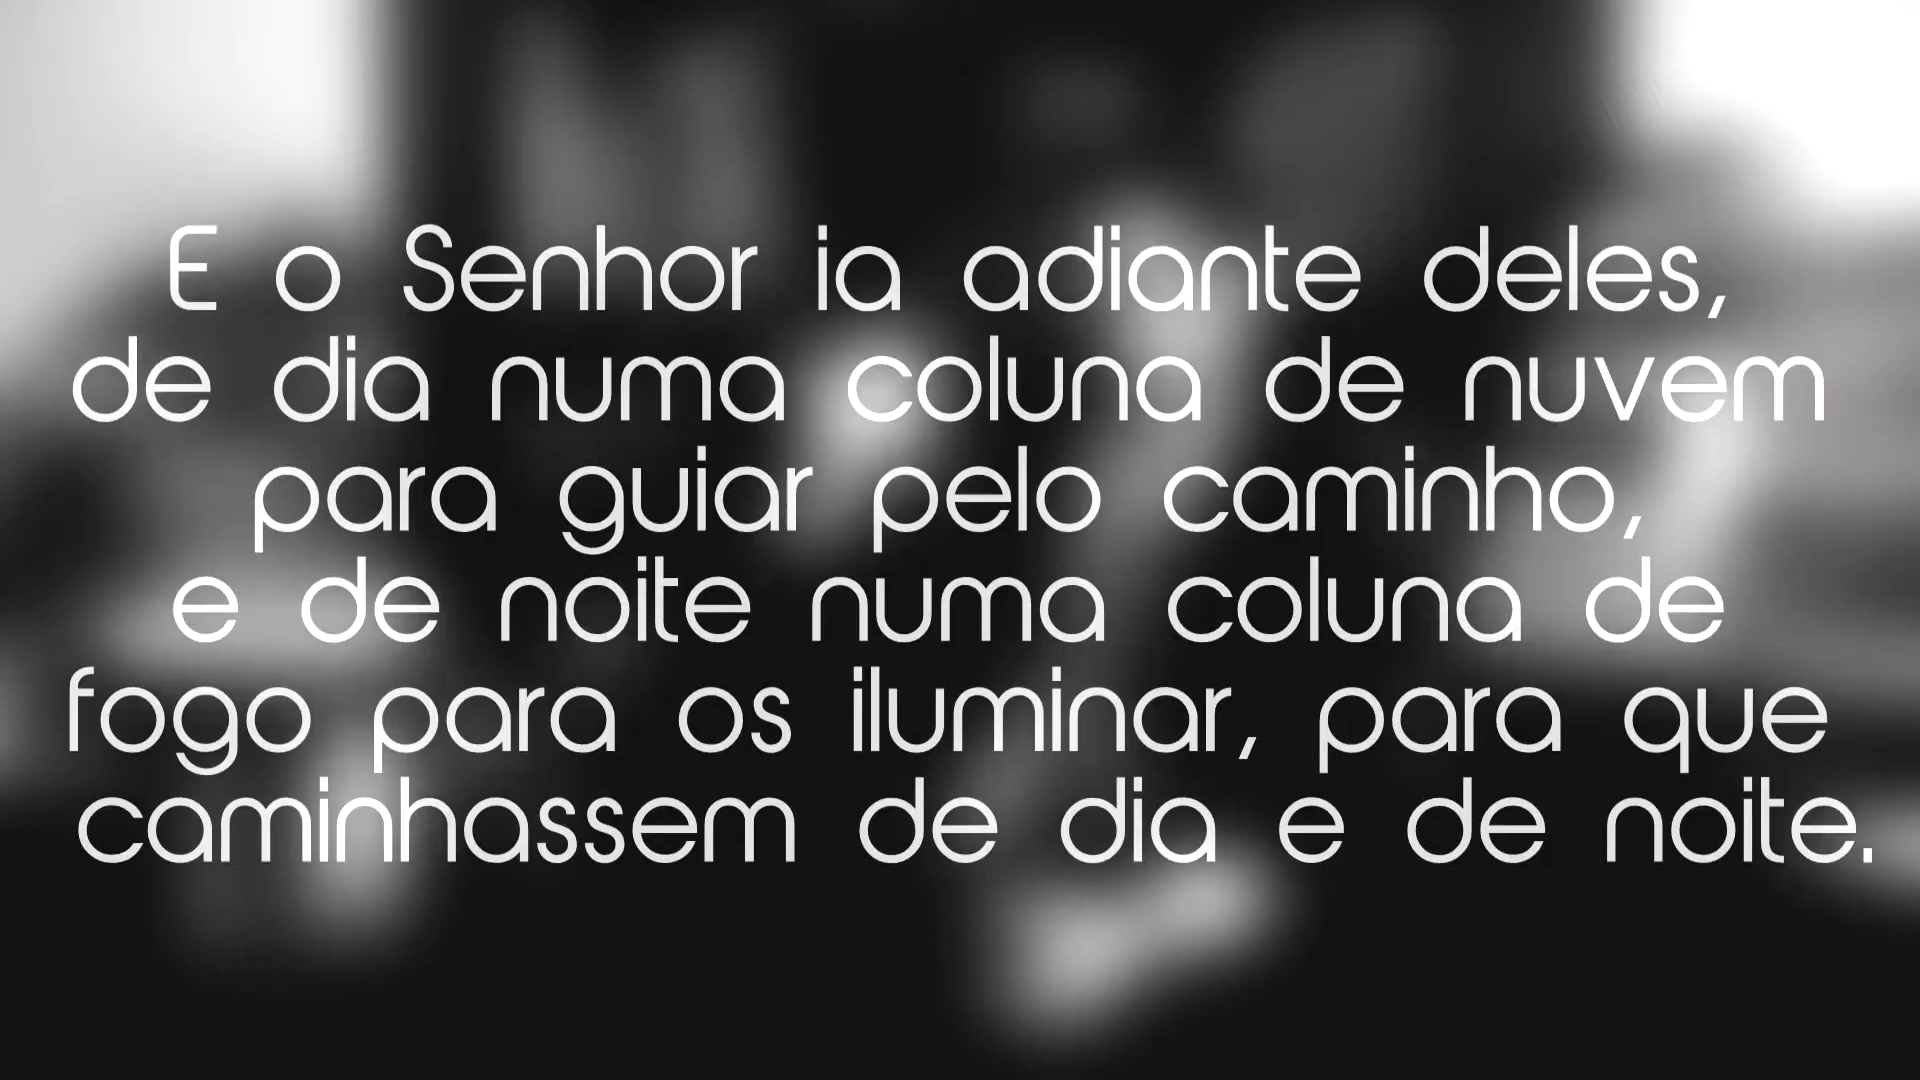 E o Senhor ia adiante deles,
de dia numa coluna de nuvem
para guiar pelo caminho,
e de noite numa coluna de
fogo para os iluminar, para que
caminhassem de dia e de noite.